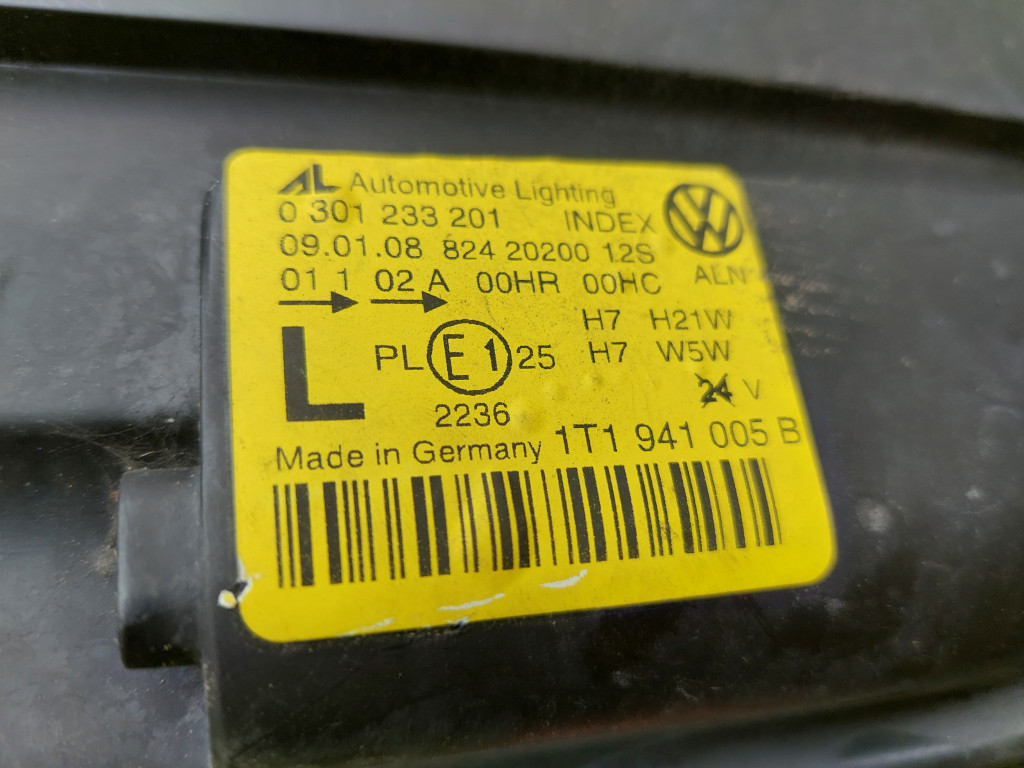 AL Automotive Lighting
0 301 233 201 INDEX
09.01.08 824 20200 12S
ALN
01 1 02 A 00HR 00HC
H7 H21W
L PL E1 25 H7 W5W
24 V
2236
Made in Germany 1T1 941 005 B